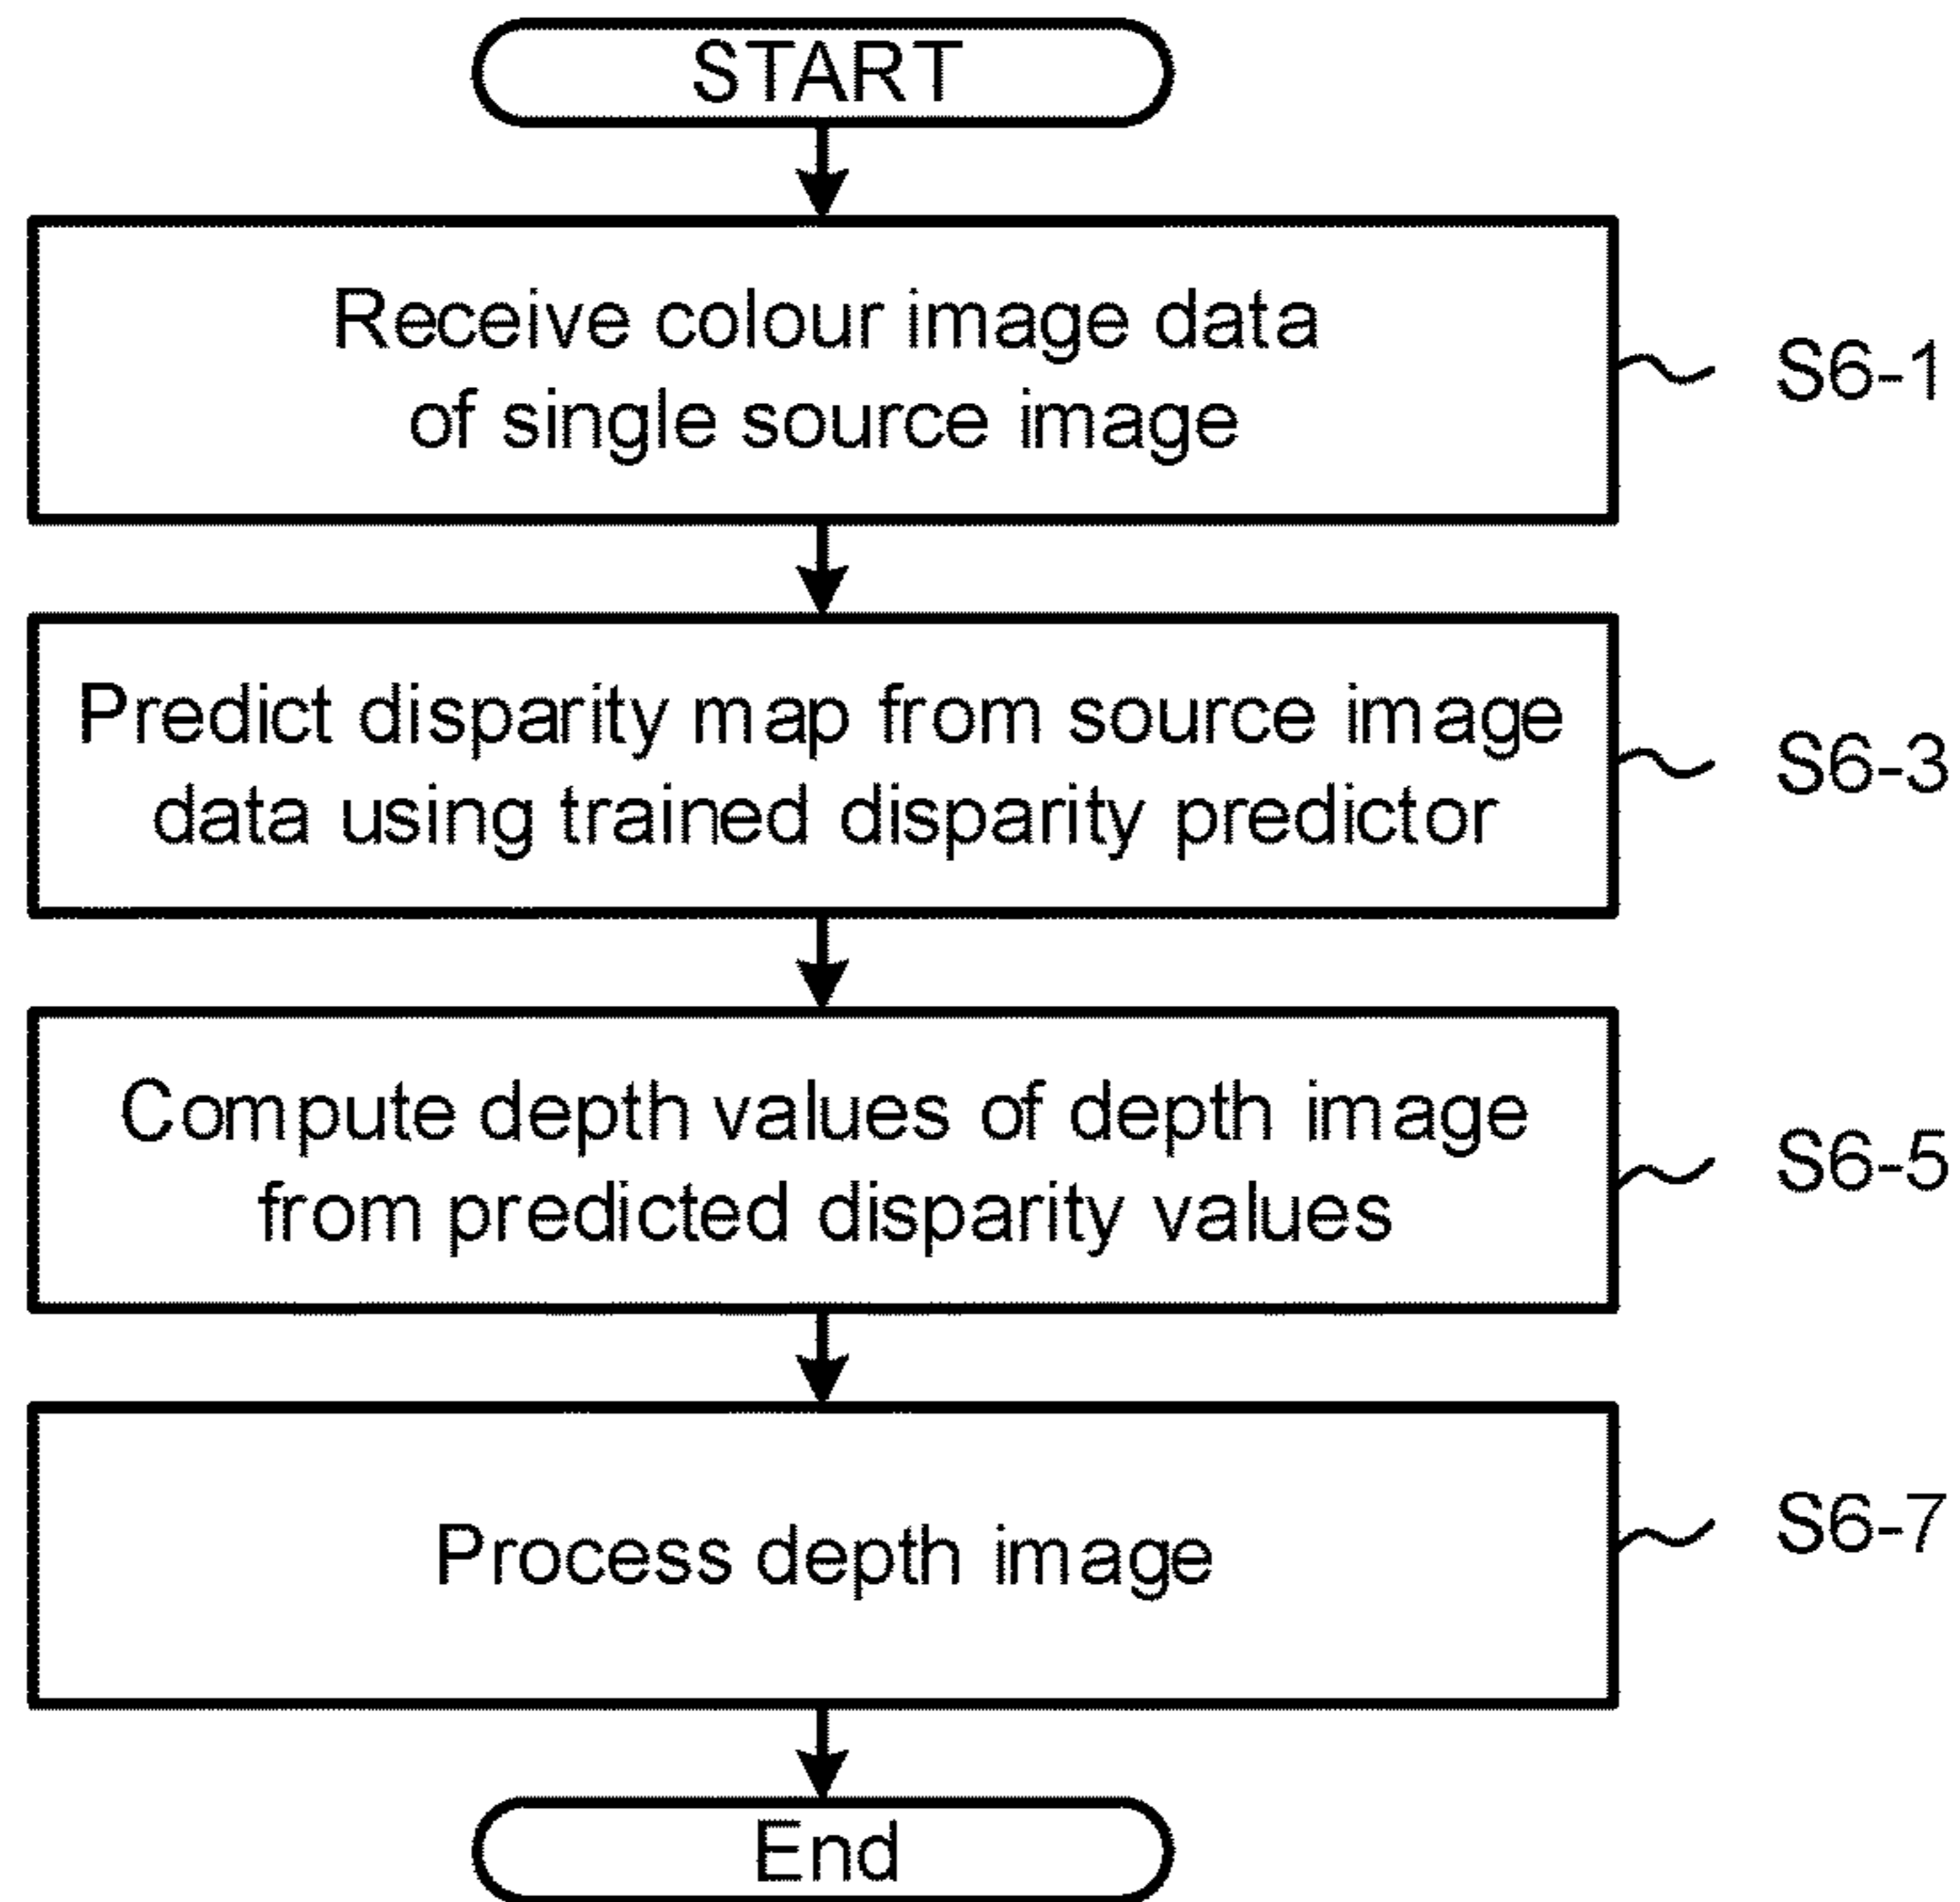 START
Receive colour image data
of single source image
S6-1
Predict disparity map from source image
data using trained disparity predictor
S6-3
Compute depth values of depth image
from predicted disparity values
S6-5
Process depth image
S6-7
End